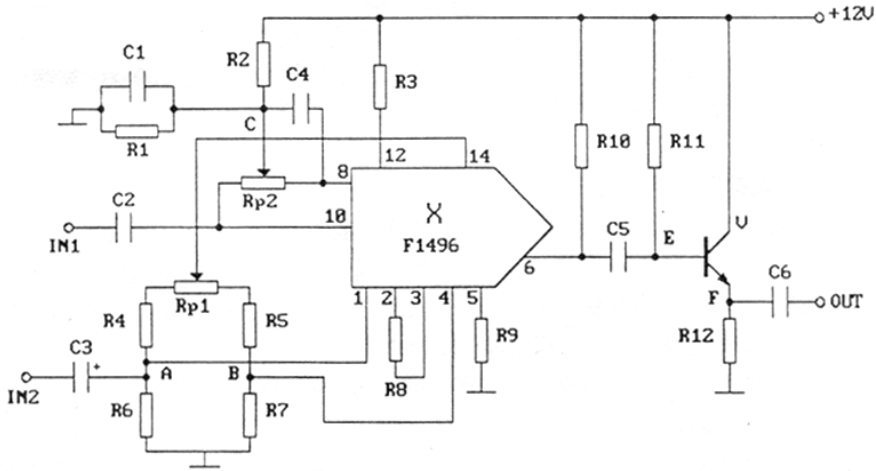 +12V
C1
R2
C4
R3
R1
C
12
14
R10
R11
8
Rp2
X
C2
10
F1496
V
IN1
C5
E
6
C6
1
2
3
4
5
F
OUT
Rp1
R4
R5
R9
R12
C3
+
A
B
R8
IN2
R6
R7